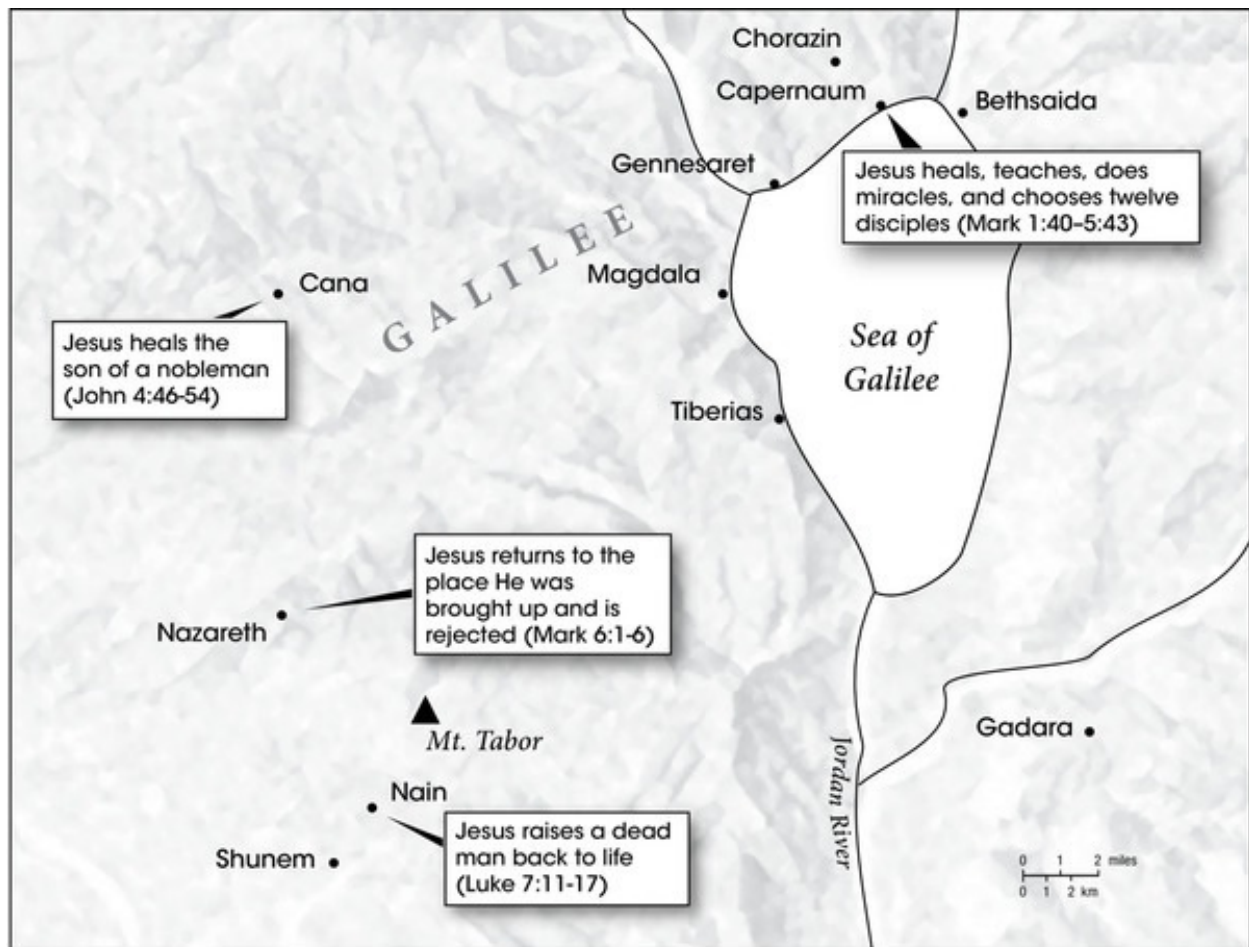 Chorazin
Capernaum
Bethsaida
Gennesaret
Jesus heals, teaches, does
miracles, and chooses twelve
disciples (Mark 1:40–5:43)
GALILEE
Magdala
Cana
Jesus heals the
son of a nobleman
(John 4:46-54)
Sea of
Galilee
Tiberias
Jesus returns to the
place He was
brought up and is
rejected (Mark 6:1-6)
Nazareth
Mt. Tabor
Gadara
Jordan River
Nain
Jesus raises a dead
man back to life
(Luke 7:11-17)
Shunem
0 1 2 miles
0 1 2 km